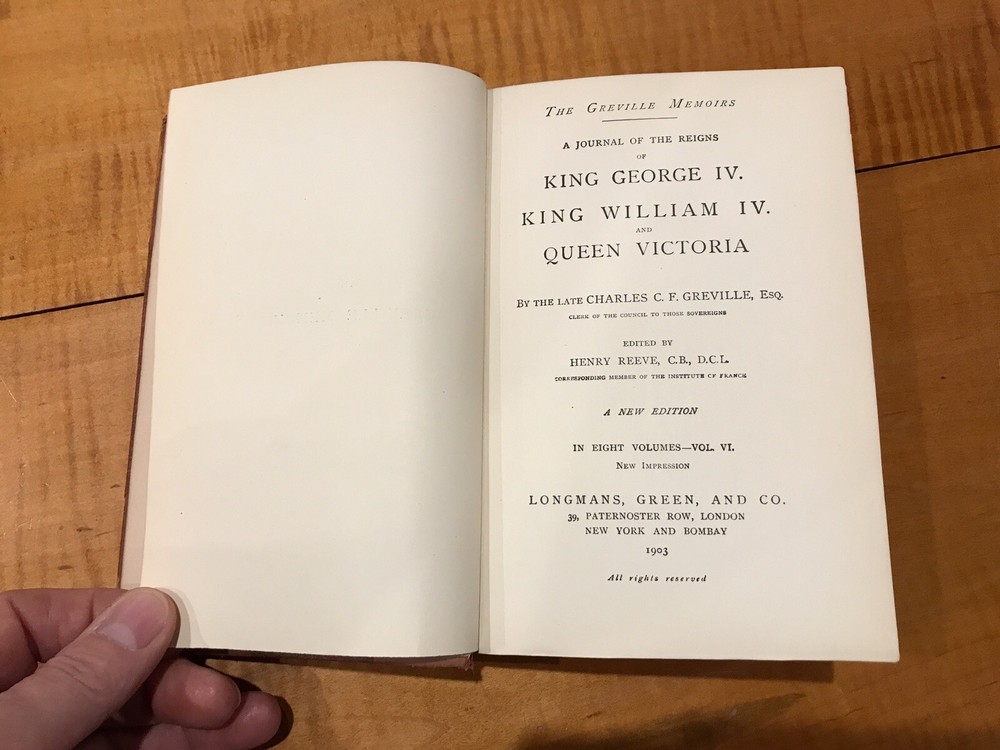 THE GREVILLE MEMOIRS
A JOURNAL OF THE REIGNS
OF
KING GEORGE IV.
KING WILLIAM IV.
AND
QUEEN VICTORIA
BY THE LATE CHARLES C. F. GREVILLE, ESQ.
CLERK OF THE COUNCIL TO THOSE SOVEREIGNS
EDITED BY
HENRY REEVE, C.B., D.C.L.
CORRESPONDING MEMBER OF THE INSTITUTE OF FRANCE
A NEW EDITION
IN EIGHT VOLUMES—VOL. VI.
NEW IMPRESSION
LONGMANS, GREEN, AND CO.
39, PATERNOSTER ROW, LONDON
NEW YORK AND BOMBAY
1903
All rights reserved